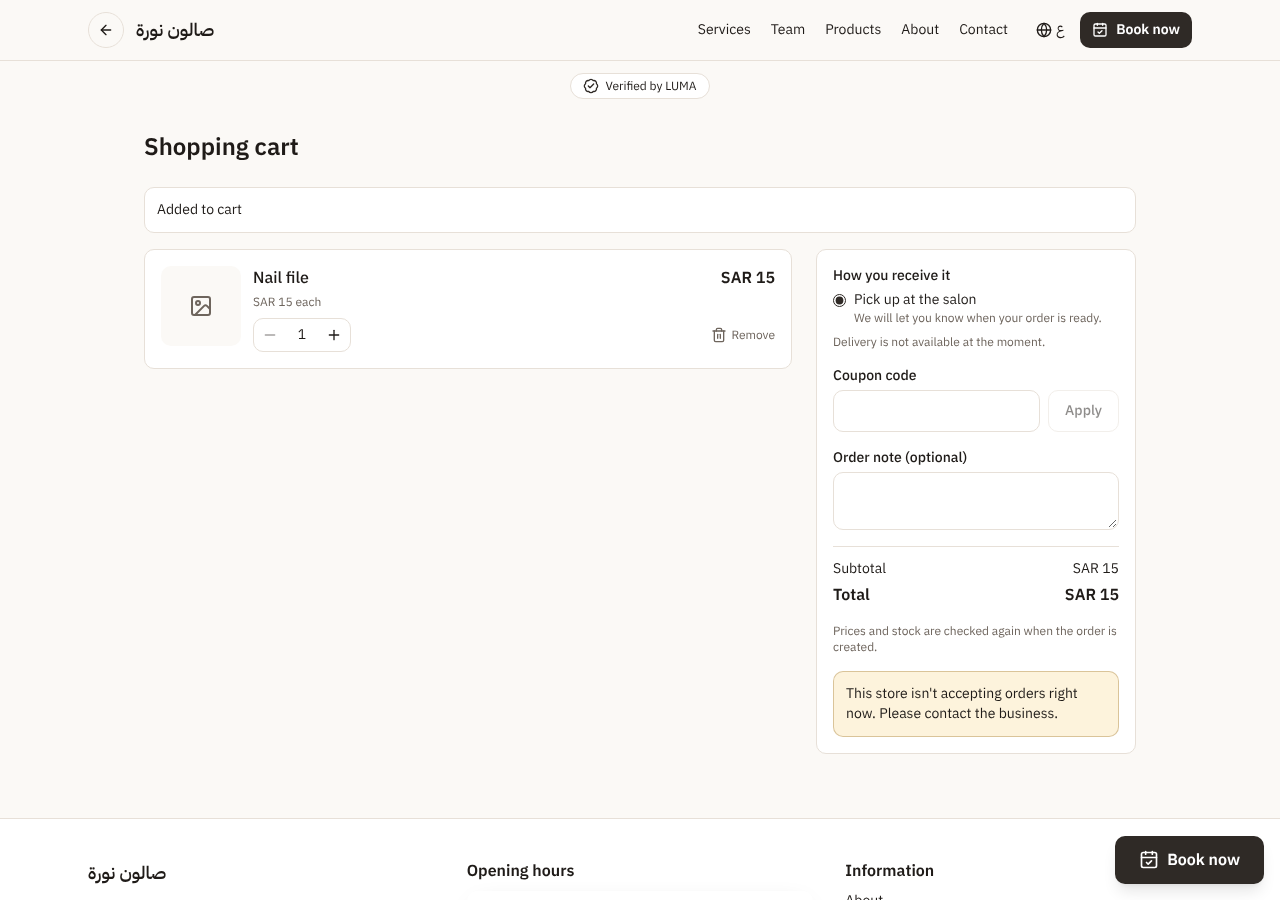 صالون نورة
Services
Team
Products
About
Contact
ع
Book now
Verified by LUMA
Shopping cart
Added to cart
Nail file
SAR 15
SAR 15 each
1
Remove
How you receive it
Pick up at the salon
We will let you know when your order is ready.
Delivery is not available at the moment.
Coupon code
Apply
Order note (optional)
Subtotal
SAR 15
Total
SAR 15
Prices and stock are checked again when the order is
created.
This store isn't accepting orders right
now. Please contact the business.
صالون نورة
Opening hours
Information
About
Book now